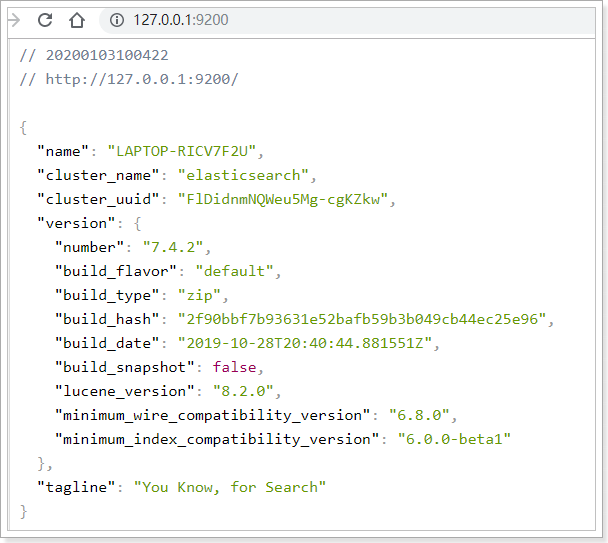 127.0.0.1:9200
// 20200103100422
// http://127.0.0.1:9200/
{
"name": "LAPTOP-RICV7F2U",
"cluster_name": "elasticsearch",
"cluster_uuid": "FlDidnmNQWeu5Mg-cgKZkw",
"version": {
"number": "7.4.2",
"build_flavor": "default",
"build_type": "zip",
"build_hash": "2f90bbf7b93631e52bafb59b3b049cb44ec25e96",
"build_date": "2019-10-28T20:40:44.881551Z",
"build_snapshot": false,
"lucene_version": "8.2.0",
"minimum_wire_compatibility_version": "6.8.0",
"minimum_index_compatibility_version": "6.0.0-beta1"
},
"tagline": "You Know, for Search"
}